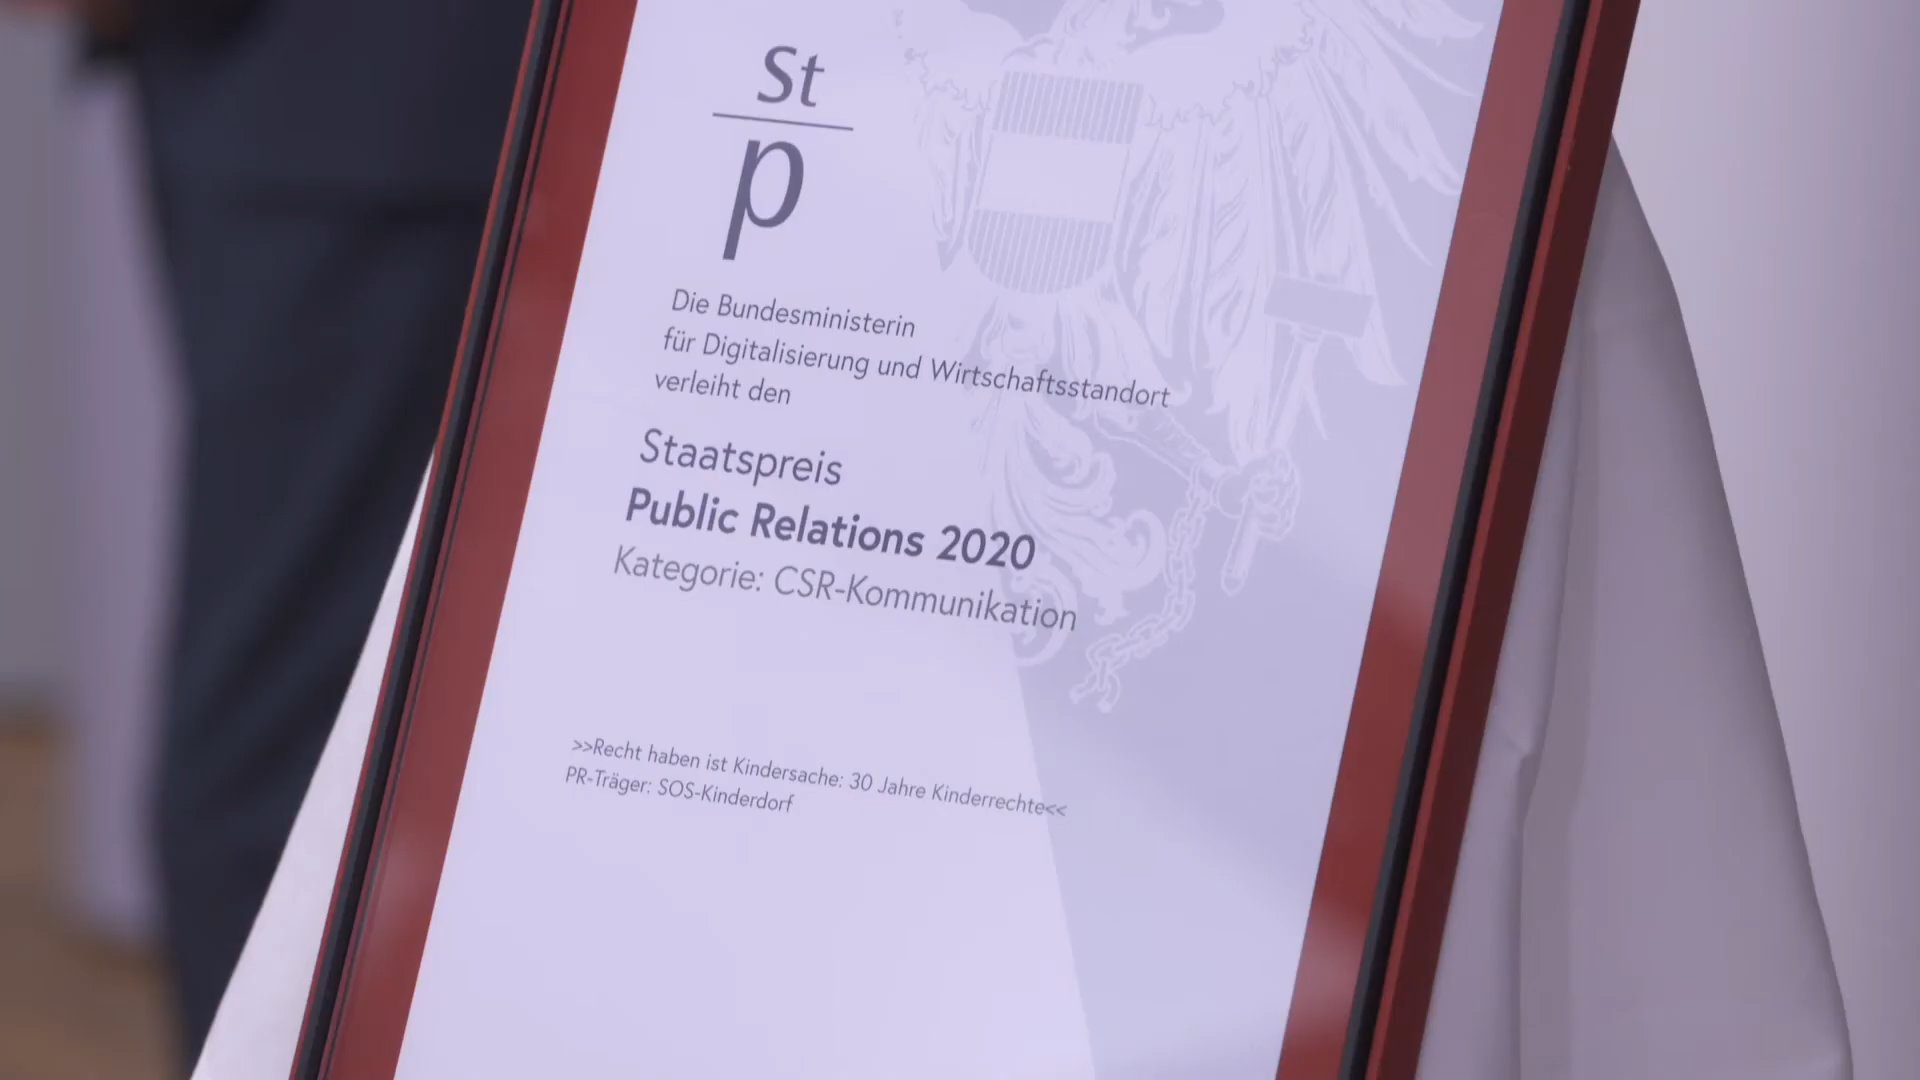 St
p
Die Bundesministerin
für Digitalisierung und Wirtschaftsstandort
verleiht den
Staatspreis
Public Relations 2020
Kategorie: CSR-Kommunikation
>>Recht haben ist Kindersache: 30 Jahre Kinderrechte<<
PR-Träger: SOS-Kinderdorf